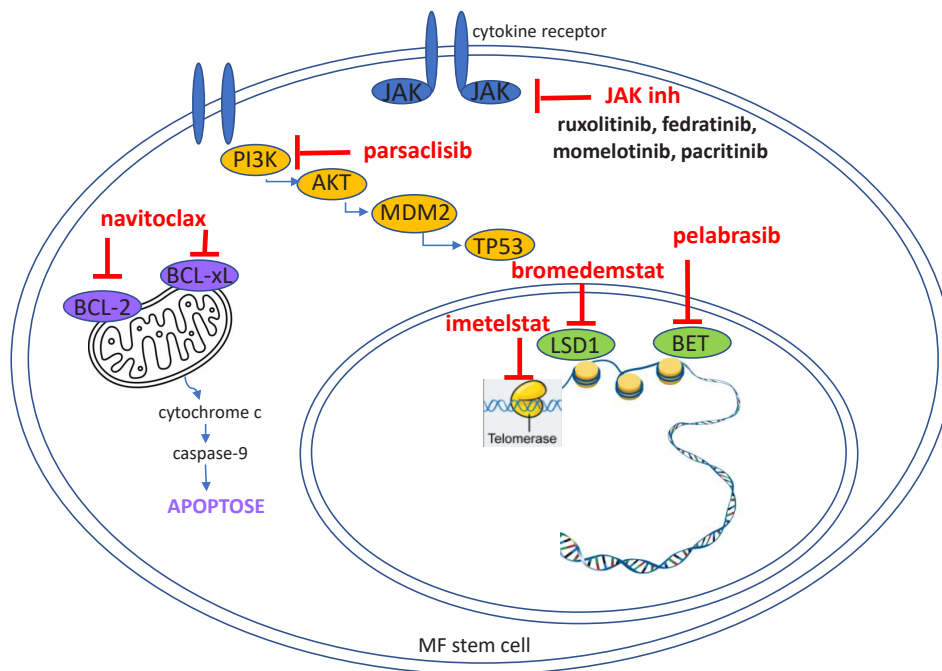 cytokine receptor
JAK
JAK
JAK inh
ruxolitinib, fedratinib,
momelotinib, pacritinib
PI3K
parsaclisib
AKT
MDM2
TP53
navitoclax
BCL-xL
BCL-2
pelabrasib
bromedemstat
imetelstat
LSD1
BET
Telomerase
cytochrome c
caspase-9
APOPTOSE
MF stem cell